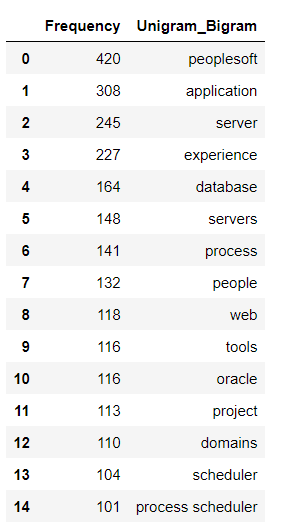 Frequency Unigram_Bigram
0 420 peoplesoft
1 308 application
2 245 server
3 227 experience
4 164 database
5 148 servers
6 141 process
7 132 people
8 118 web
9 116 tools
10 116 oracle
11 113 project
12 110 domains
13 104 scheduler
14 101 process scheduler